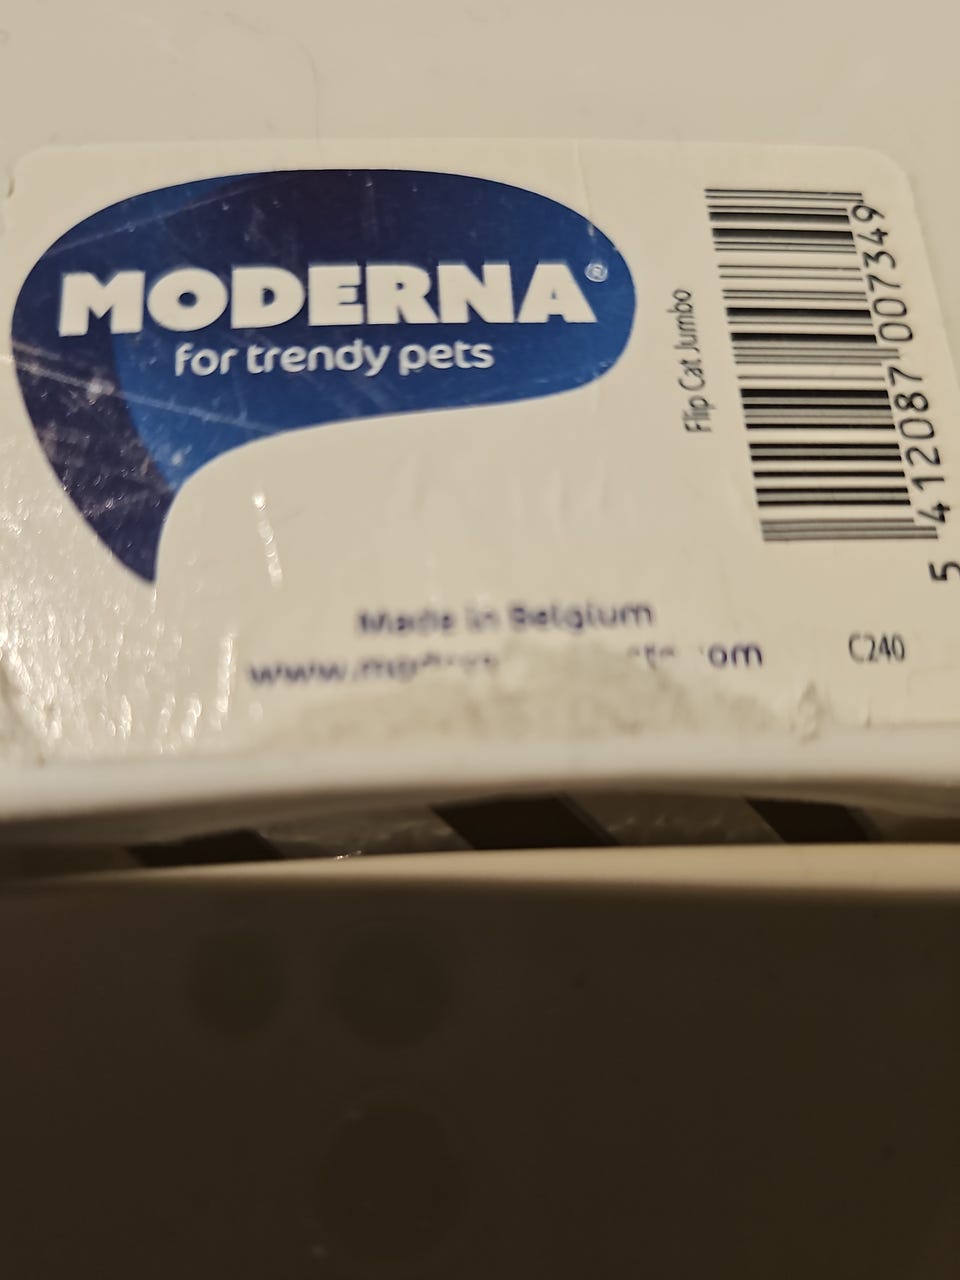 MODERNA®
for trendy pets
Flip Cat Jumbo
5 412087 007349
Made in Belgium
C240